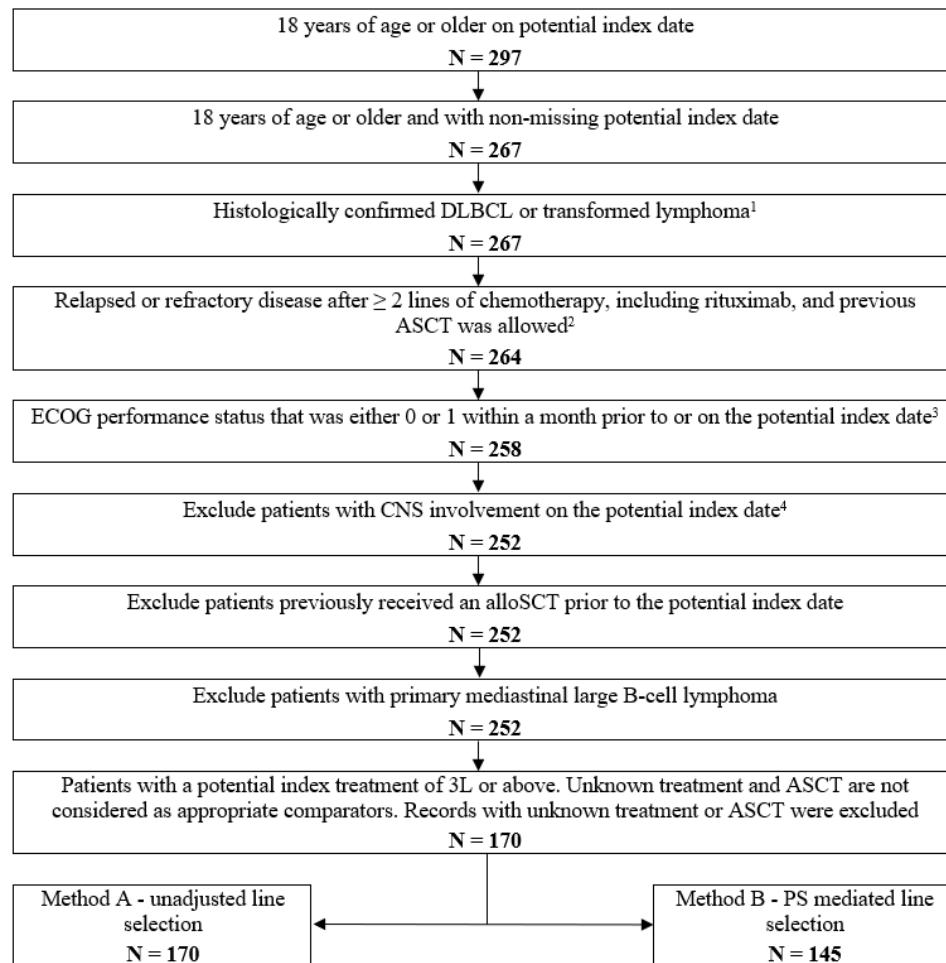 18 years of age or older on potential index date
N = 297
18 years of age or older and with non-missing potential index date
N = 267
Histologically confirmed DLBCL or transformed lymphoma¹
N = 267
Relapsed or refractory disease after ≥ 2 lines of chemotherapy, including rituximab, and previous
ASCT was allowed²
N = 264
ECOG performance status that was either 0 or 1 within a month prior to or on the potential index date³
N = 258
Exclude patients with CNS involvement on the potential index date⁴
N = 252
Exclude patients previously received an alloSCT prior to the potential index date
N = 252
Exclude patients with primary mediastinal large B-cell lymphoma
N = 252
Patients with a potential index treatment of 3L or above. Unknown treatment and ASCT are not
considered as appropriate comparators. Records with unknown treatment or ASCT were excluded
N = 170
Method A - unadjusted line
selection
N = 170
Method B - PS mediated line
selection
N = 145